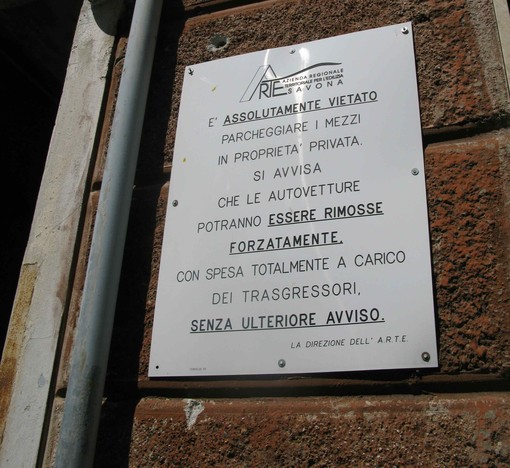 ARTE AZIENDA REGIONALE
TERRITORIALE PER L'EDILIZIA
SAVONA
E' ASSOLUTAMENTE VIETATO
PARCHEGGIARE I MEZZI
IN PROPRIETA' PRIVATA.
SI AVVISA
CHE LE AUTOVETTURE
POTRANNO ESSERE RIMOSSE
FORZATAMENTE,
CON SPESA TOTALMENTE A CARICO
DEI TRASGRESSORI,
SENZA ULTERIORE AVVISO.
LA DIREZIONE DELL' A.R.T.E.